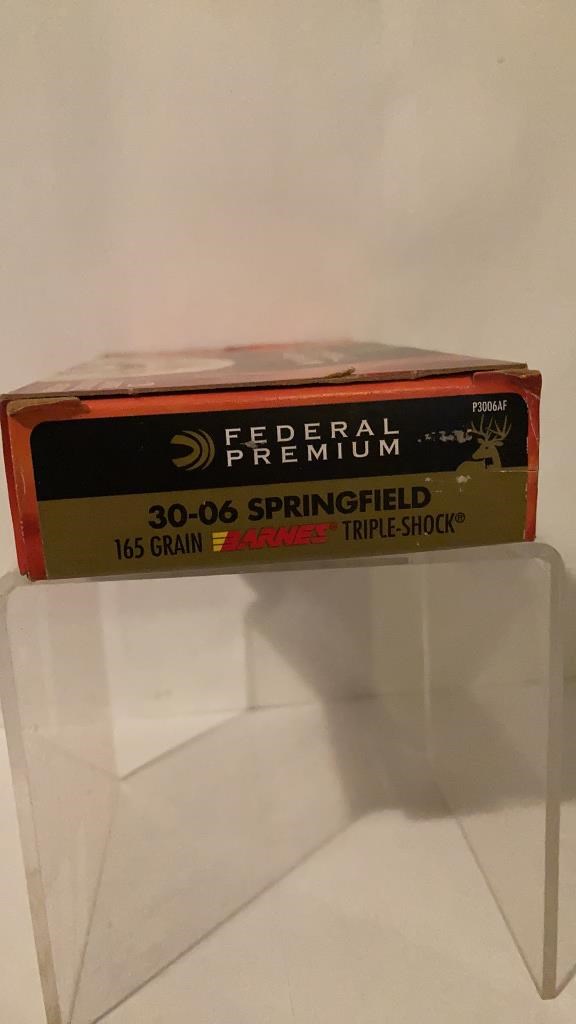 P3006AF
FEDERAL
PREMIUM
30-06 SPRINGFIELD
165 GRAIN BARNES® TRIPLE-SHOCK®